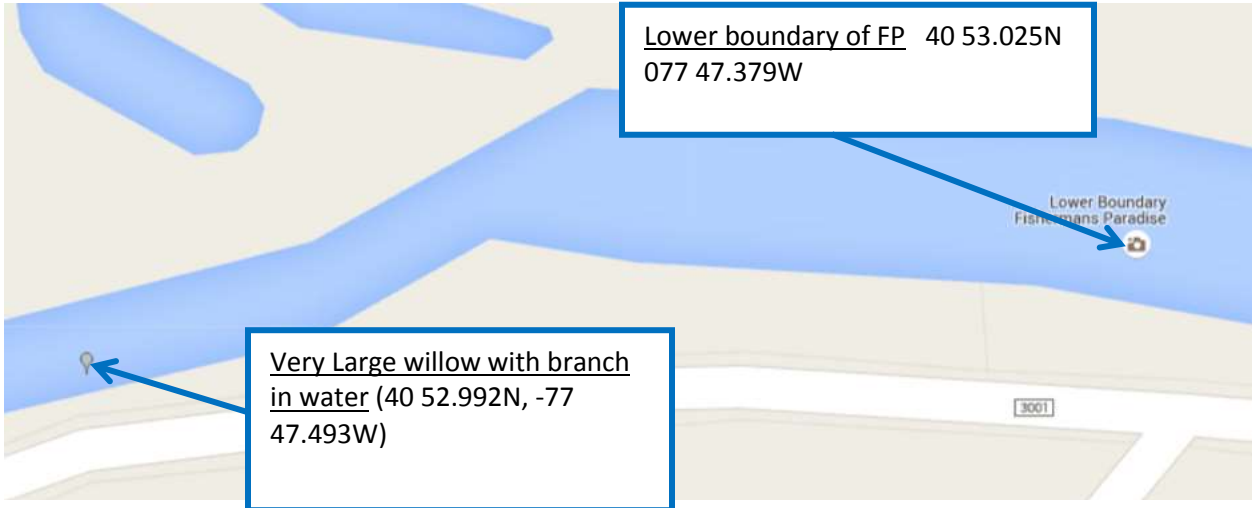 Lower boundary of FP 40 53.025N
077 47.379W
Lower Boundary
Fishermans Paradise
Very Large willow with branch
in water (40 52.992N, -77
47.493W)
3001